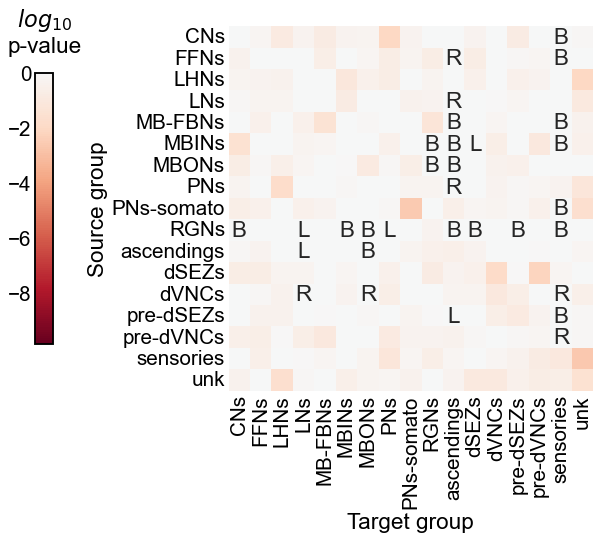 log10
p-value
0
−2
−4
−6
−8
Source group
CNs B
FFNs R B
LHNs
LNs R
MB-FBNs B B
MBINs B B L B
MBONs B B
PNs R
PNs-somato B
RGNs B L B B L B B B B
ascendings L B
dSEZs
dVNCs R R R
pre-dSEZs L B
pre-dVNCs R
sensories
unk
CNs
FFNs
LHNs
LNs
MB-FBNs
MBINs
MBONs
PNs
PNs-somato
RGNs
ascendings
dSEZs
dVNCs
pre-dSEZs
pre-dVNCs
sensories
unk
Target group